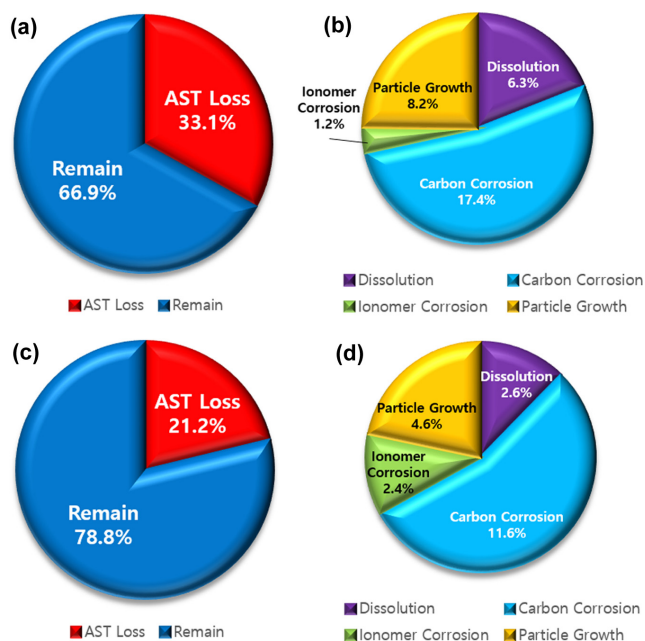 (a)
AST Loss
33.1%
Remain
66.9%
AST Loss Remain
(b)
Dissolution
6.3%
Particle Growth
8.2%
Ionomer
Corrosion
1.2%
Carbon Corrosion
17.4%
Dissolution Carbon Corrosion
Ionomer Corrosion Particle Growth
(c)
AST Loss
21.2%
Remain
78.8%
AST Loss Remain
(d)
Dissolution
2.6%
Particle Growth
4.6%
Ionomer
Corrosion
2.4%
Carbon Corrosion
11.6%
Dissolution Carbon Corrosion
Ionomer Corrosion Particle Growth